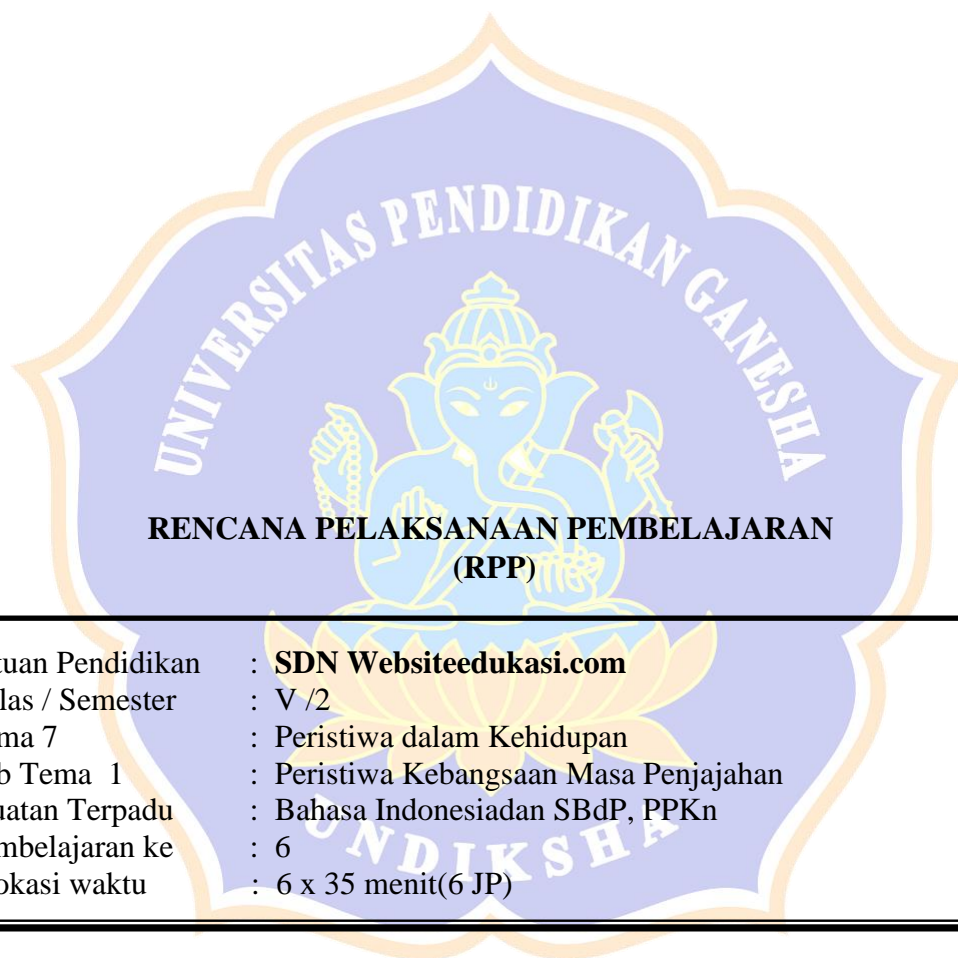 UNIVERSITAS PENDIDIKAN GANESHA
RENCANA PELAKSANAAN PEMBELAJARAN
(RPP)
tuan Pendidikan : SDN Websiteedukasi.com
las / Semester : V /2
ma 7 : Peristiwa dalam Kehidupan
b Tema 1 : Peristiwa Kebangsaan Masa Penjajahan
uatan Terpadu : Bahasa Indonesiadan SBdP, PPKn
mbelajaran ke : 6
okasi waktu : 6 x 35 menit(6 JP)
UNDIKSHA